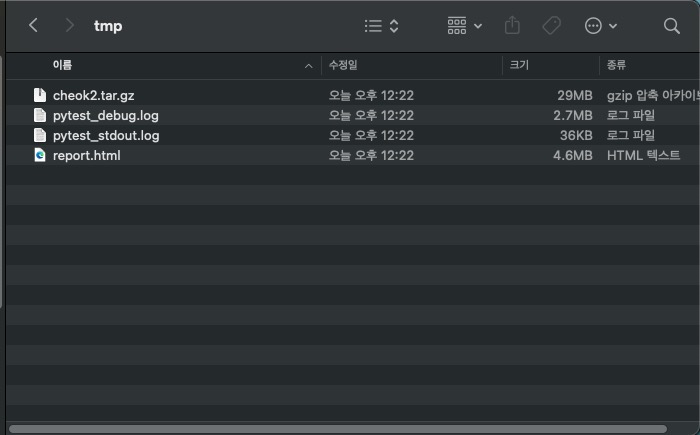 tmp
이름 수정일 크기 종류
cheok2.tar.gz 오늘 오후 12:22 29MB gzip 압축 아카이브
pytest_debug.log 오늘 오후 12:22 2.7MB 로그 파일
pytest_stdout.log 오늘 오후 12:22 36KB 로그 파일
report.html 오늘 오후 12:22 4.6MB HTML 텍스트